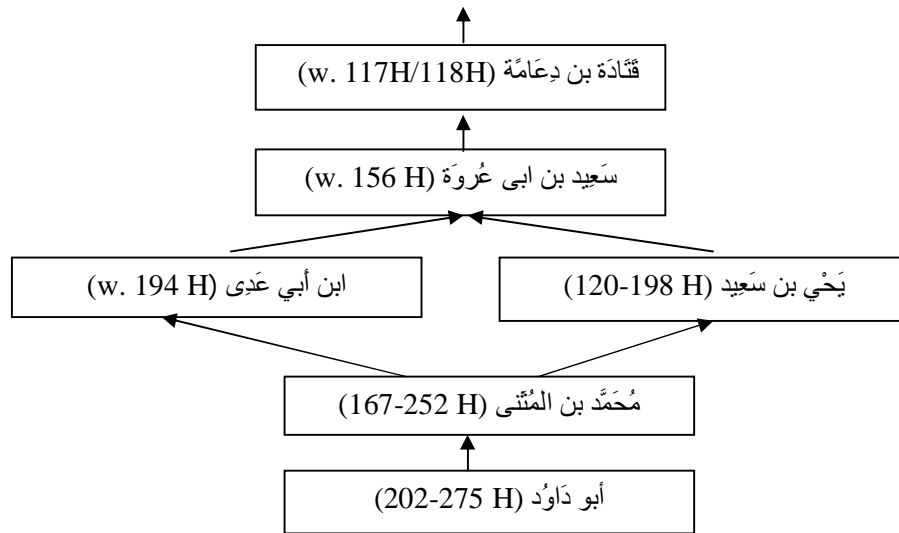 قَتَادَة بن دِعَامًة (w. 117H/118H)
سَعِيد بن ابى عُروَة (w. 156 H)
ابن أبي عَدِى (w. 194 H)
يَحْي بن سَعِيد (120-198 H)
مُحَمَّد بن المُثَنى (167-252 H)
أبو دَاوُد (202-275 H)